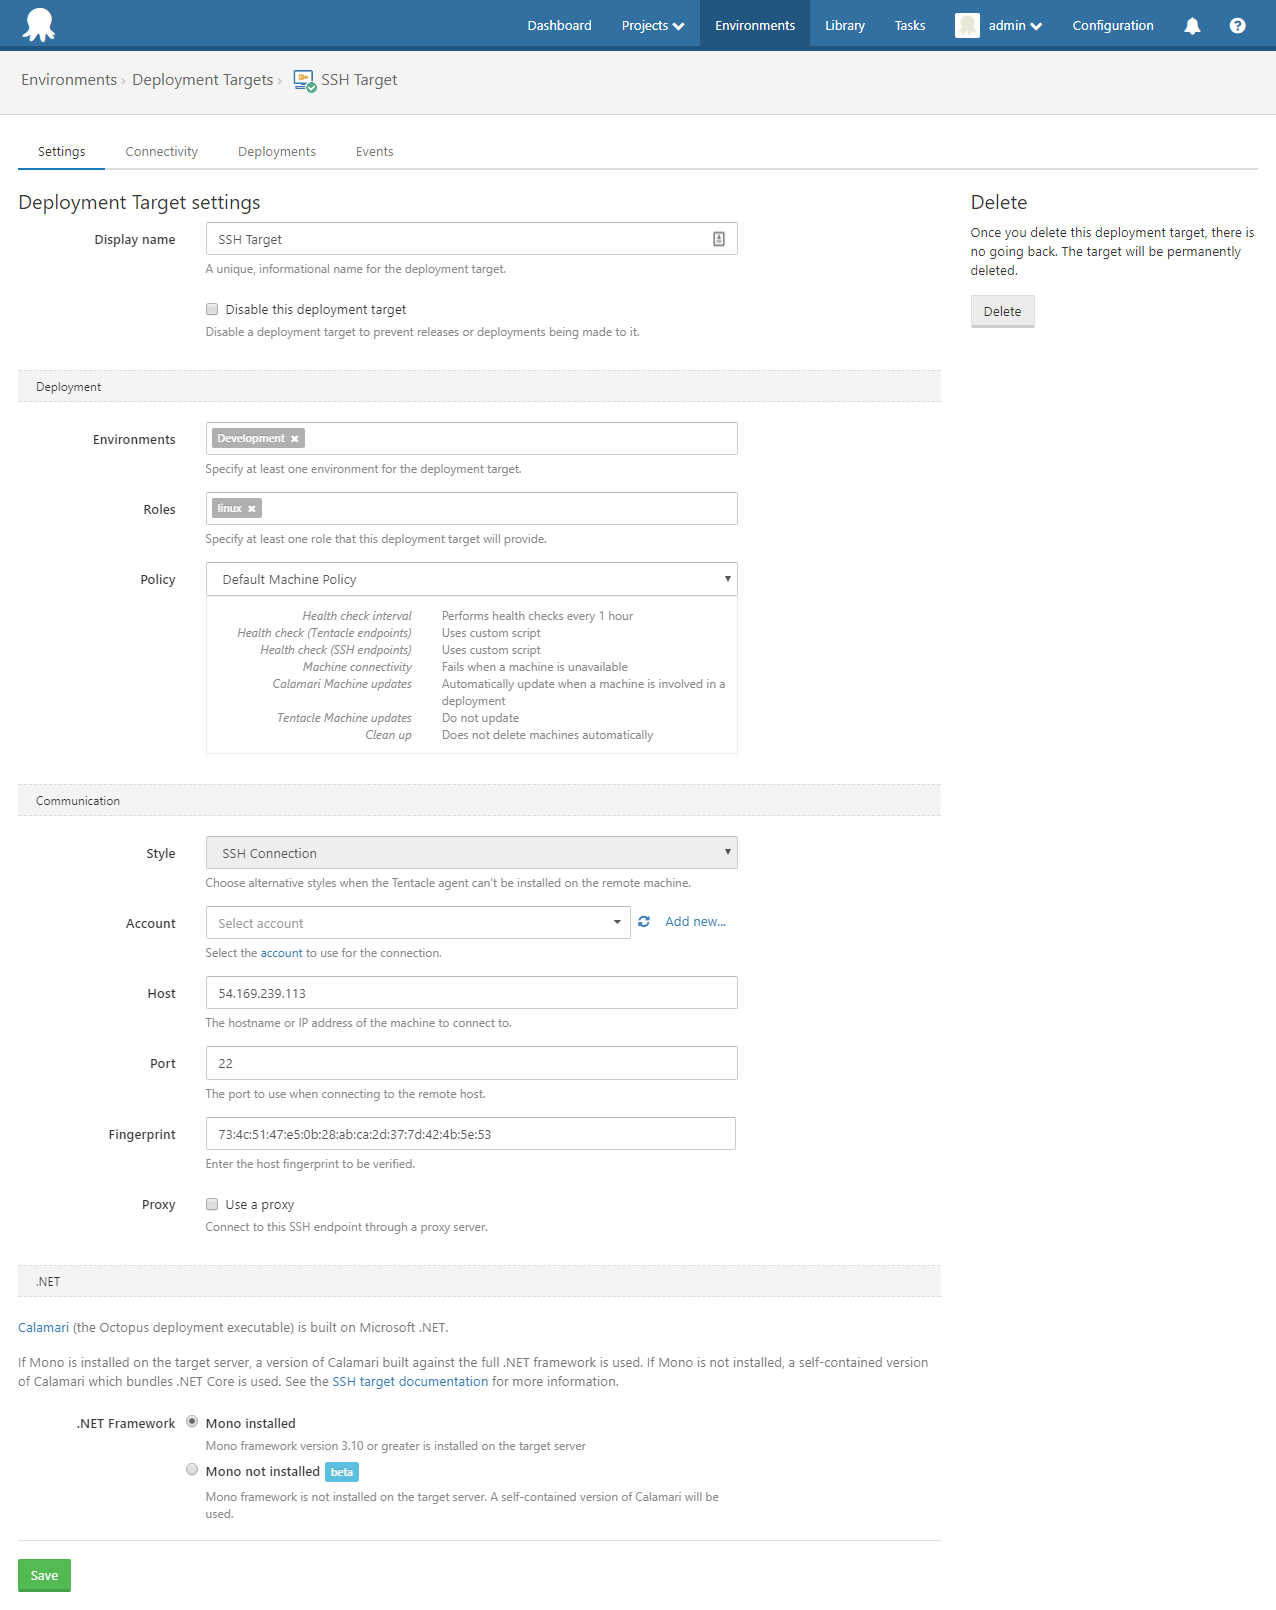 Dashboard Projects Environments Library Tasks admin Configuration
Environments › Deployment Targets › SSH Target
Settings Connectivity Deployments Events
Deployment Target settings
Display name SSH Target
A unique, informational name for the deployment target.
Disable this deployment target
Disable a deployment target to prevent releases or deployments being made to it.
Delete
Once you delete this deployment target, there is
no going back. The target will be permanently
deleted.
Delete
Deployment
Environments Development ×
Specify at least one environment for the deployment target.
Roles linux ×
Specify at least one role that this deployment target will provide.
Policy Default Machine Policy
Health check interval Performs health checks every 1 hour
Health check (Tentacle endpoints) Uses custom script
Health check (SSH endpoints) Uses custom script
Machine connectivity Fails when a machine is unavailable
Calamari Machine updates Automatically update when a machine is involved in a
deployment
Tentacle Machine updates Do not update
Clean up Does not delete machines automatically
Communication
Style SSH Connection
Choose alternative styles when the Tentacle agent can't be installed on the remote machine.
Account Select account Add new...
Select the account to use for the connection.
Host 54.169.239.113
The hostname or IP address of the machine to connect to.
Port 22
The port to use when connecting to the remote host.
Fingerprint 73:4c:51:47:e5:0b:28:ab:ca:2d:37:7d:42:4b:5e:53
Enter the host fingerprint to be verified.
Proxy Use a proxy
Connect to this SSH endpoint through a proxy server.
.NET
Calamari (the Octopus deployment executable) is built on Microsoft .NET.
If Mono is installed on the target server, a version of Calamari built against the full .NET framework is used. If Mono is not installed, a self-contained version
of Calamari which bundles .NET Core is used. See the SSH target documentation for more information.
.NET Framework Mono installed
Mono framework version 3.10 or greater is installed on the target server
Mono not installed beta
Mono framework is not installed on the target server. A self-contained version of Calamari will be
used.
Save